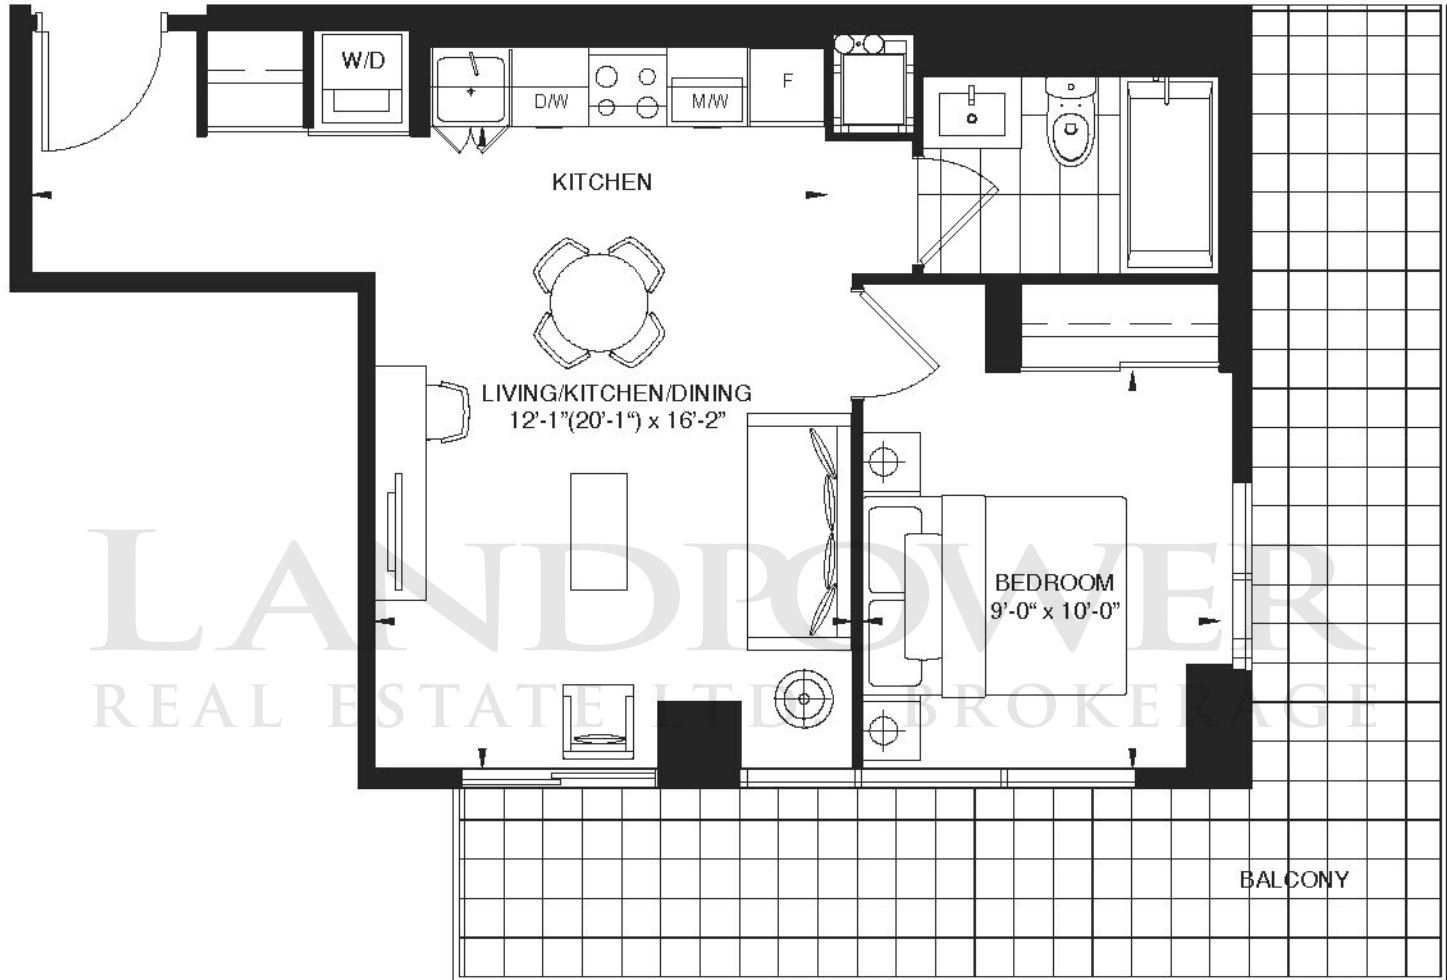 W/D
D/W
M/W
F
KITCHEN
LIVING/KITCHEN/DINING
12'-1"(20'-1") x 16'-2"
BEDROOM
9'-0" x 10'-0"
LANDPOWER
REAL ESTATE LTD. BROKERAGE
BALCONY